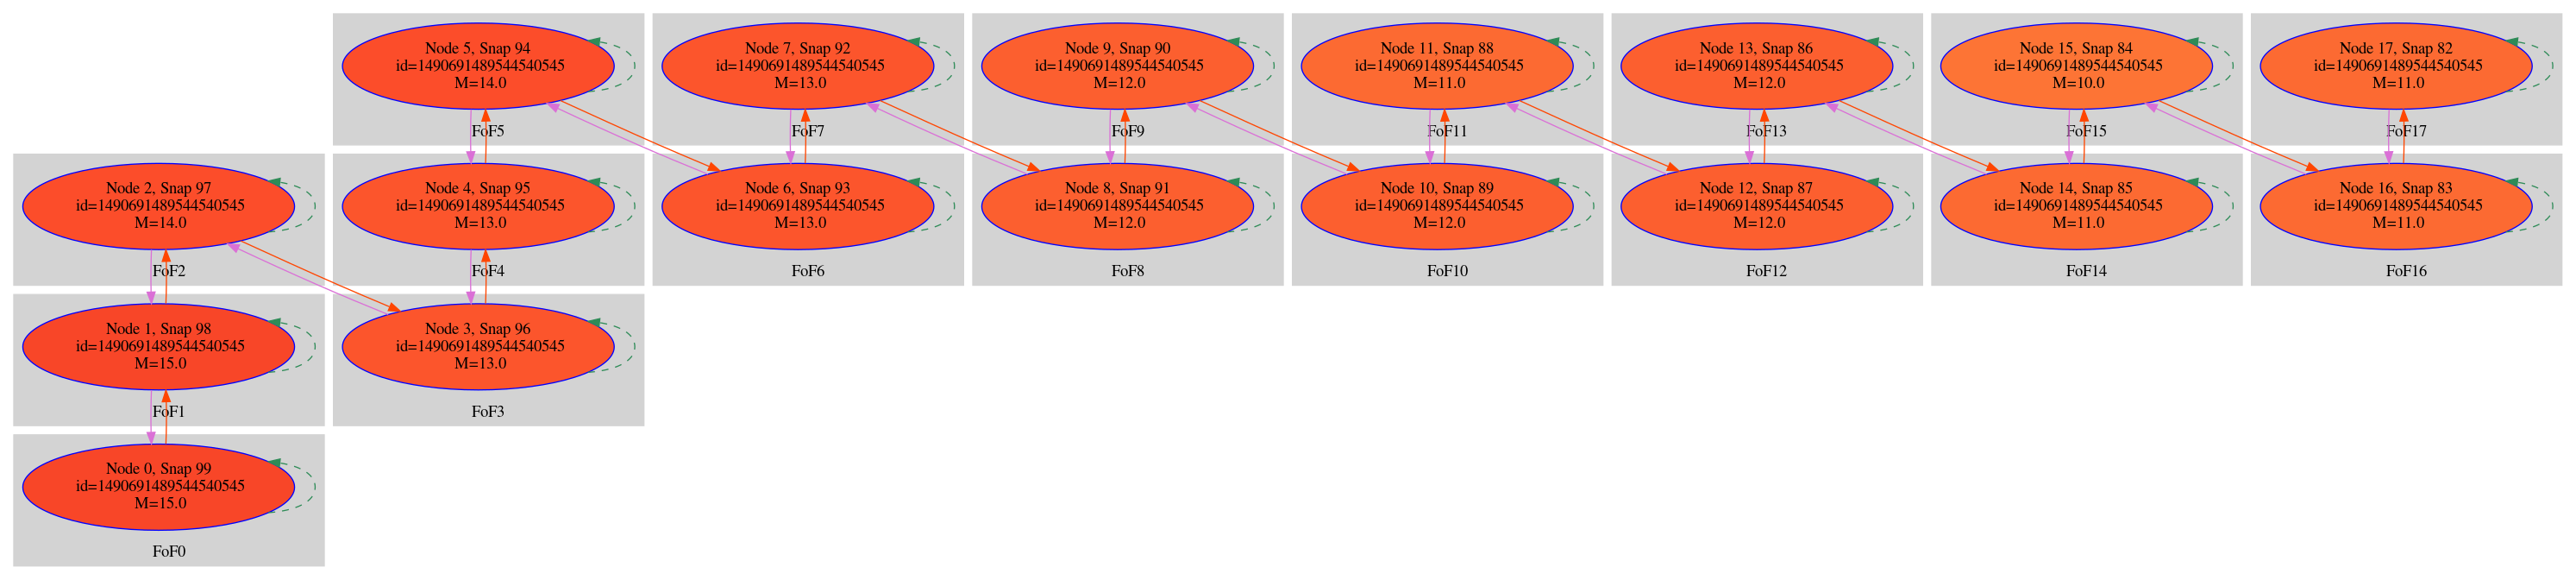 Node 5, Snap 94
id=1490691489544540545
M=14.0
FoF5
Node 7, Snap 92
id=1490691489544540545
M=13.0
FoF7
Node 9, Snap 90
id=1490691489544540545
M=12.0
FoF9
Node 11, Snap 88
id=1490691489544540545
M=11.0
FoF11
Node 13, Snap 86
id=1490691489544540545
M=12.0
FoF13
Node 15, Snap 84
id=1490691489544540545
M=10.0
FoF15
Node 17, Snap 82
id=1490691489544540545
M=11.0
FoF17
Node 2, Snap 97
id=1490691489544540545
M=14.0
FoF2
Node 4, Snap 95
id=1490691489544540545
M=13.0
FoF4
Node 6, Snap 93
id=1490691489544540545
M=13.0
FoF6
Node 8, Snap 91
id=1490691489544540545
M=12.0
FoF8
Node 10, Snap 89
id=1490691489544540545
M=12.0
FoF10
Node 12, Snap 87
id=1490691489544540545
M=12.0
FoF12
Node 14, Snap 85
id=1490691489544540545
M=11.0
FoF14
Node 16, Snap 83
id=1490691489544540545
M=11.0
FoF16
Node 1, Snap 98
id=1490691489544540545
M=15.0
FoF1
Node 3, Snap 96
id=1490691489544540545
M=13.0
FoF3
Node 0, Snap 99
id=1490691489544540545
M=15.0
FoF0